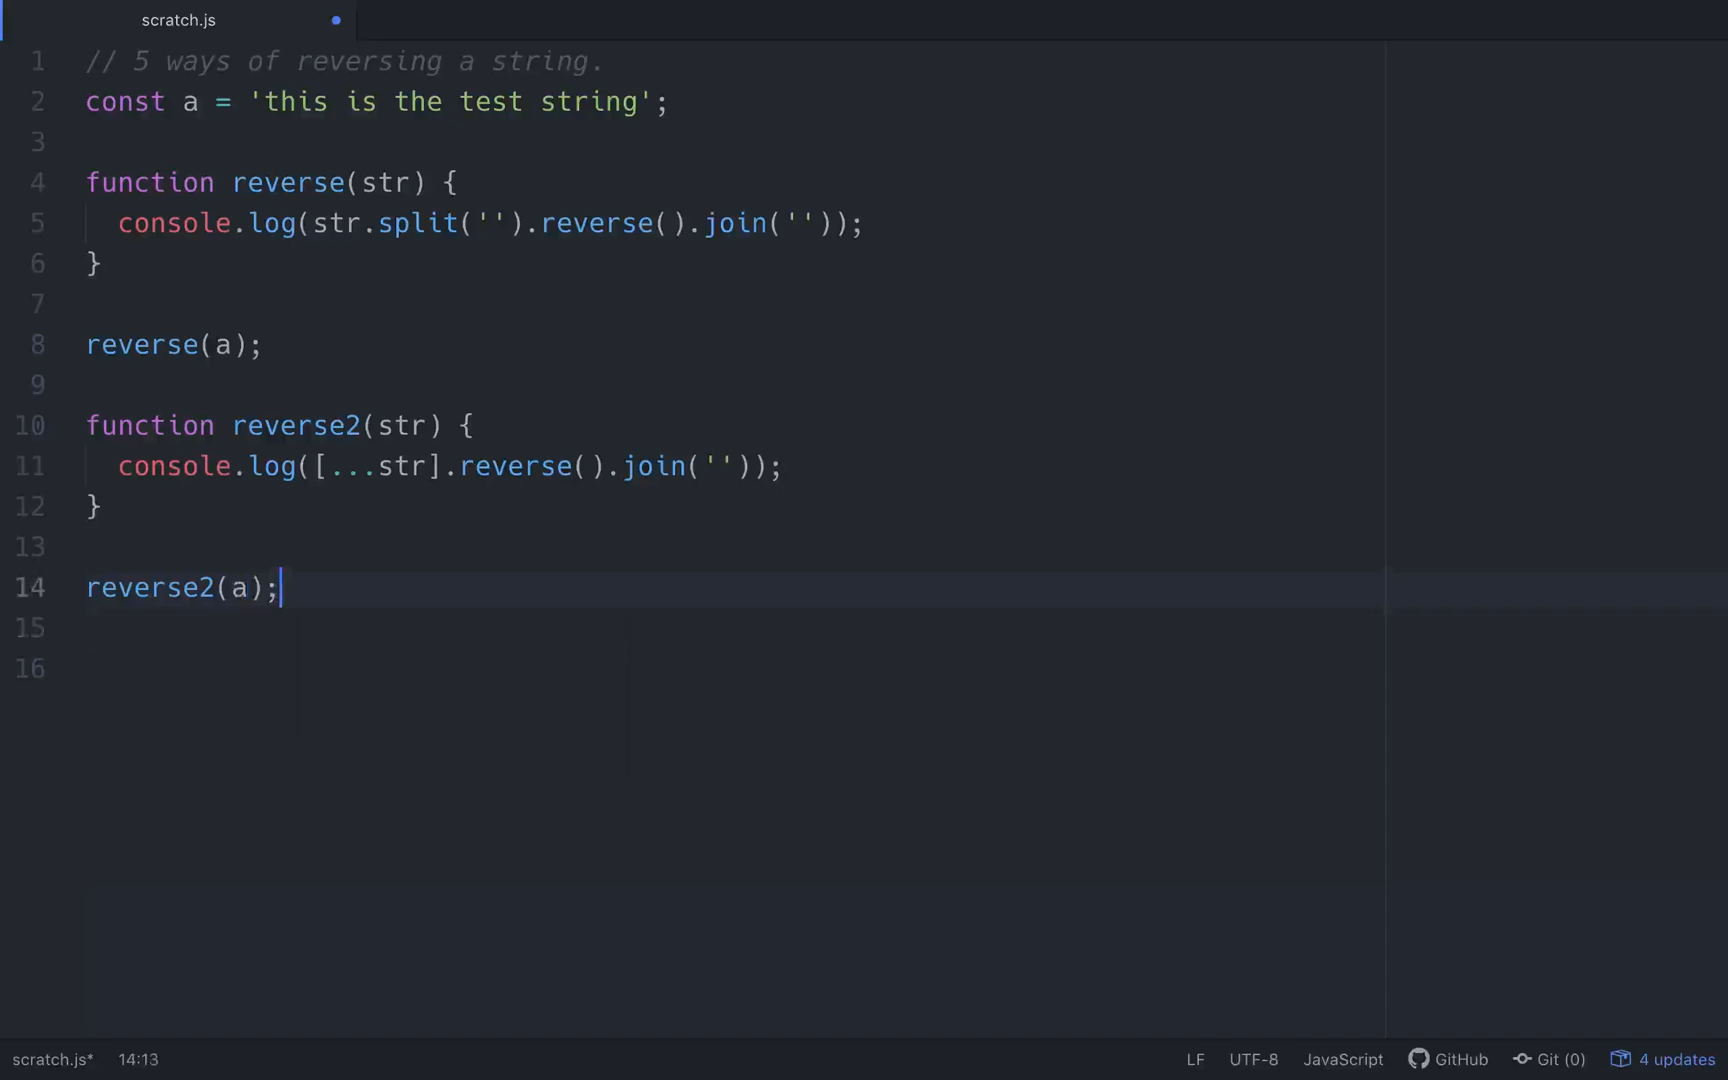 scratch.js
1 // 5 ways of reversing a string.
2 const a = 'this is the test string';
3
4 function reverse(str) {
5 console.log(str.split('').reverse().join(''));
6 }
7
8 reverse(a);
9
10 function reverse2(str) {
11 console.log([...str].reverse().join(''));
12 }
13
14 reverse2(a);
15
16
scratch.js* 14:13 LF UTF-8 JavaScript GitHub Git (0) 4 updates